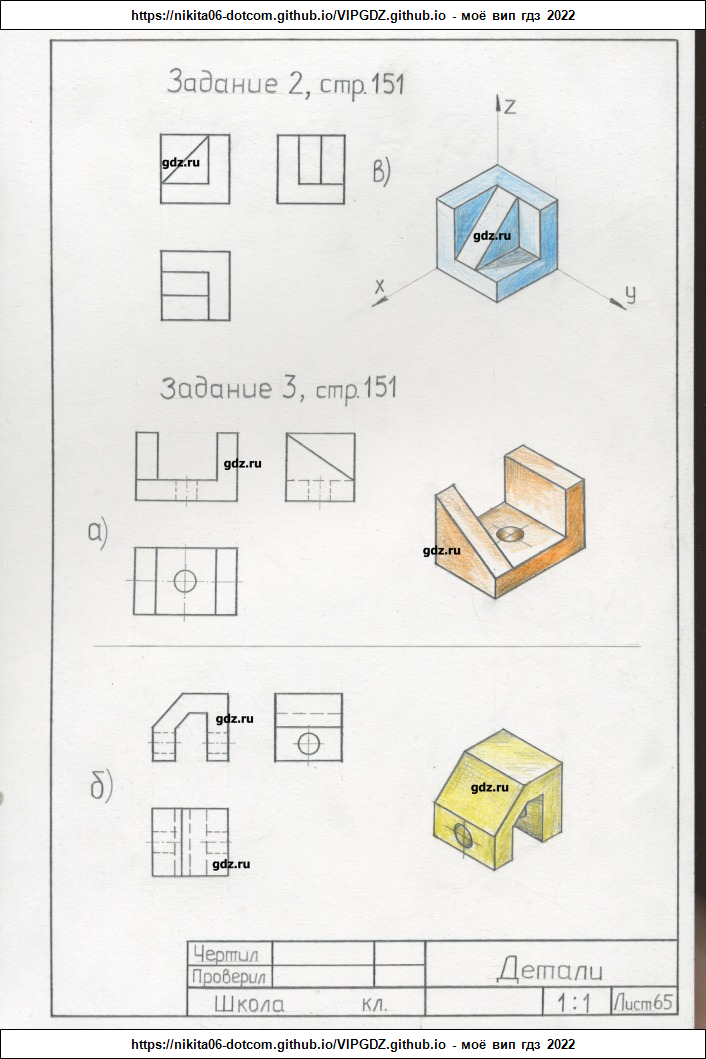 https://nikita06-dotcom.github.io/VIPGDZ.github.io - моё вип гдз 2022
Задание 2, стр.151
gdz.ru
в)
z
gdz.ru
x
y
Задание 3, стр.151
gdz.ru
а)
gdz.ru
gdz.ru
б)
gdz.ru
gdz.ru
Чертил
Проверил
Детали
Школа кл.
1:1
Лист65
https://nikita06-dotcom.github.io/VIPGDZ.github.io - моё вип гдз 2022